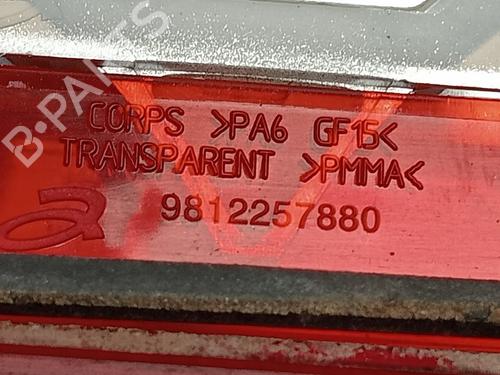 B-PARTS
CORPS >PA6 GF15<
TRANSPARENT >PMMA<
9812257880